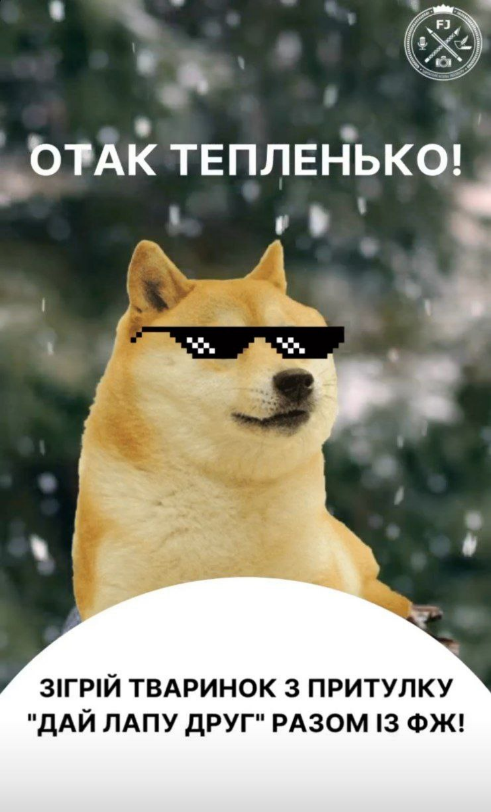 FJ
ОТАК ТЕПЛЕНЬКО!
ЗІГРІЙ ТВАРИНОК З ПРИТУЛКУ
"ДАЙ ЛАПУ ДРУГ" РАЗОМ ІЗ ФЖ!